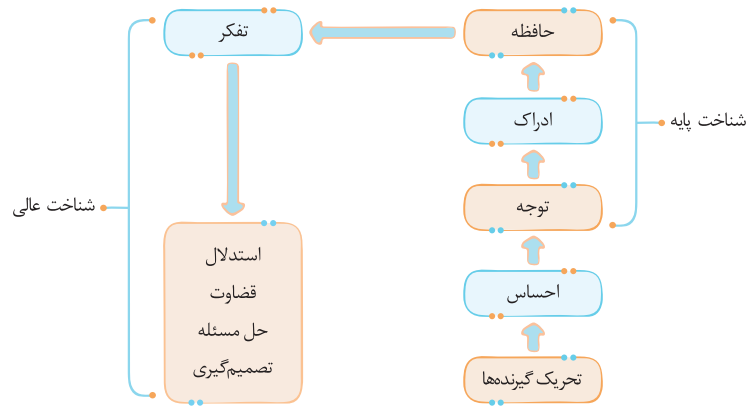 حافظه
تفکر
ادراک
شناخت پایه
توجه
شناخت عالی
استدلال
قضاوت
حل مسئله
تصمیم‌گیری
احساس
تحریک گیرنده‌ها